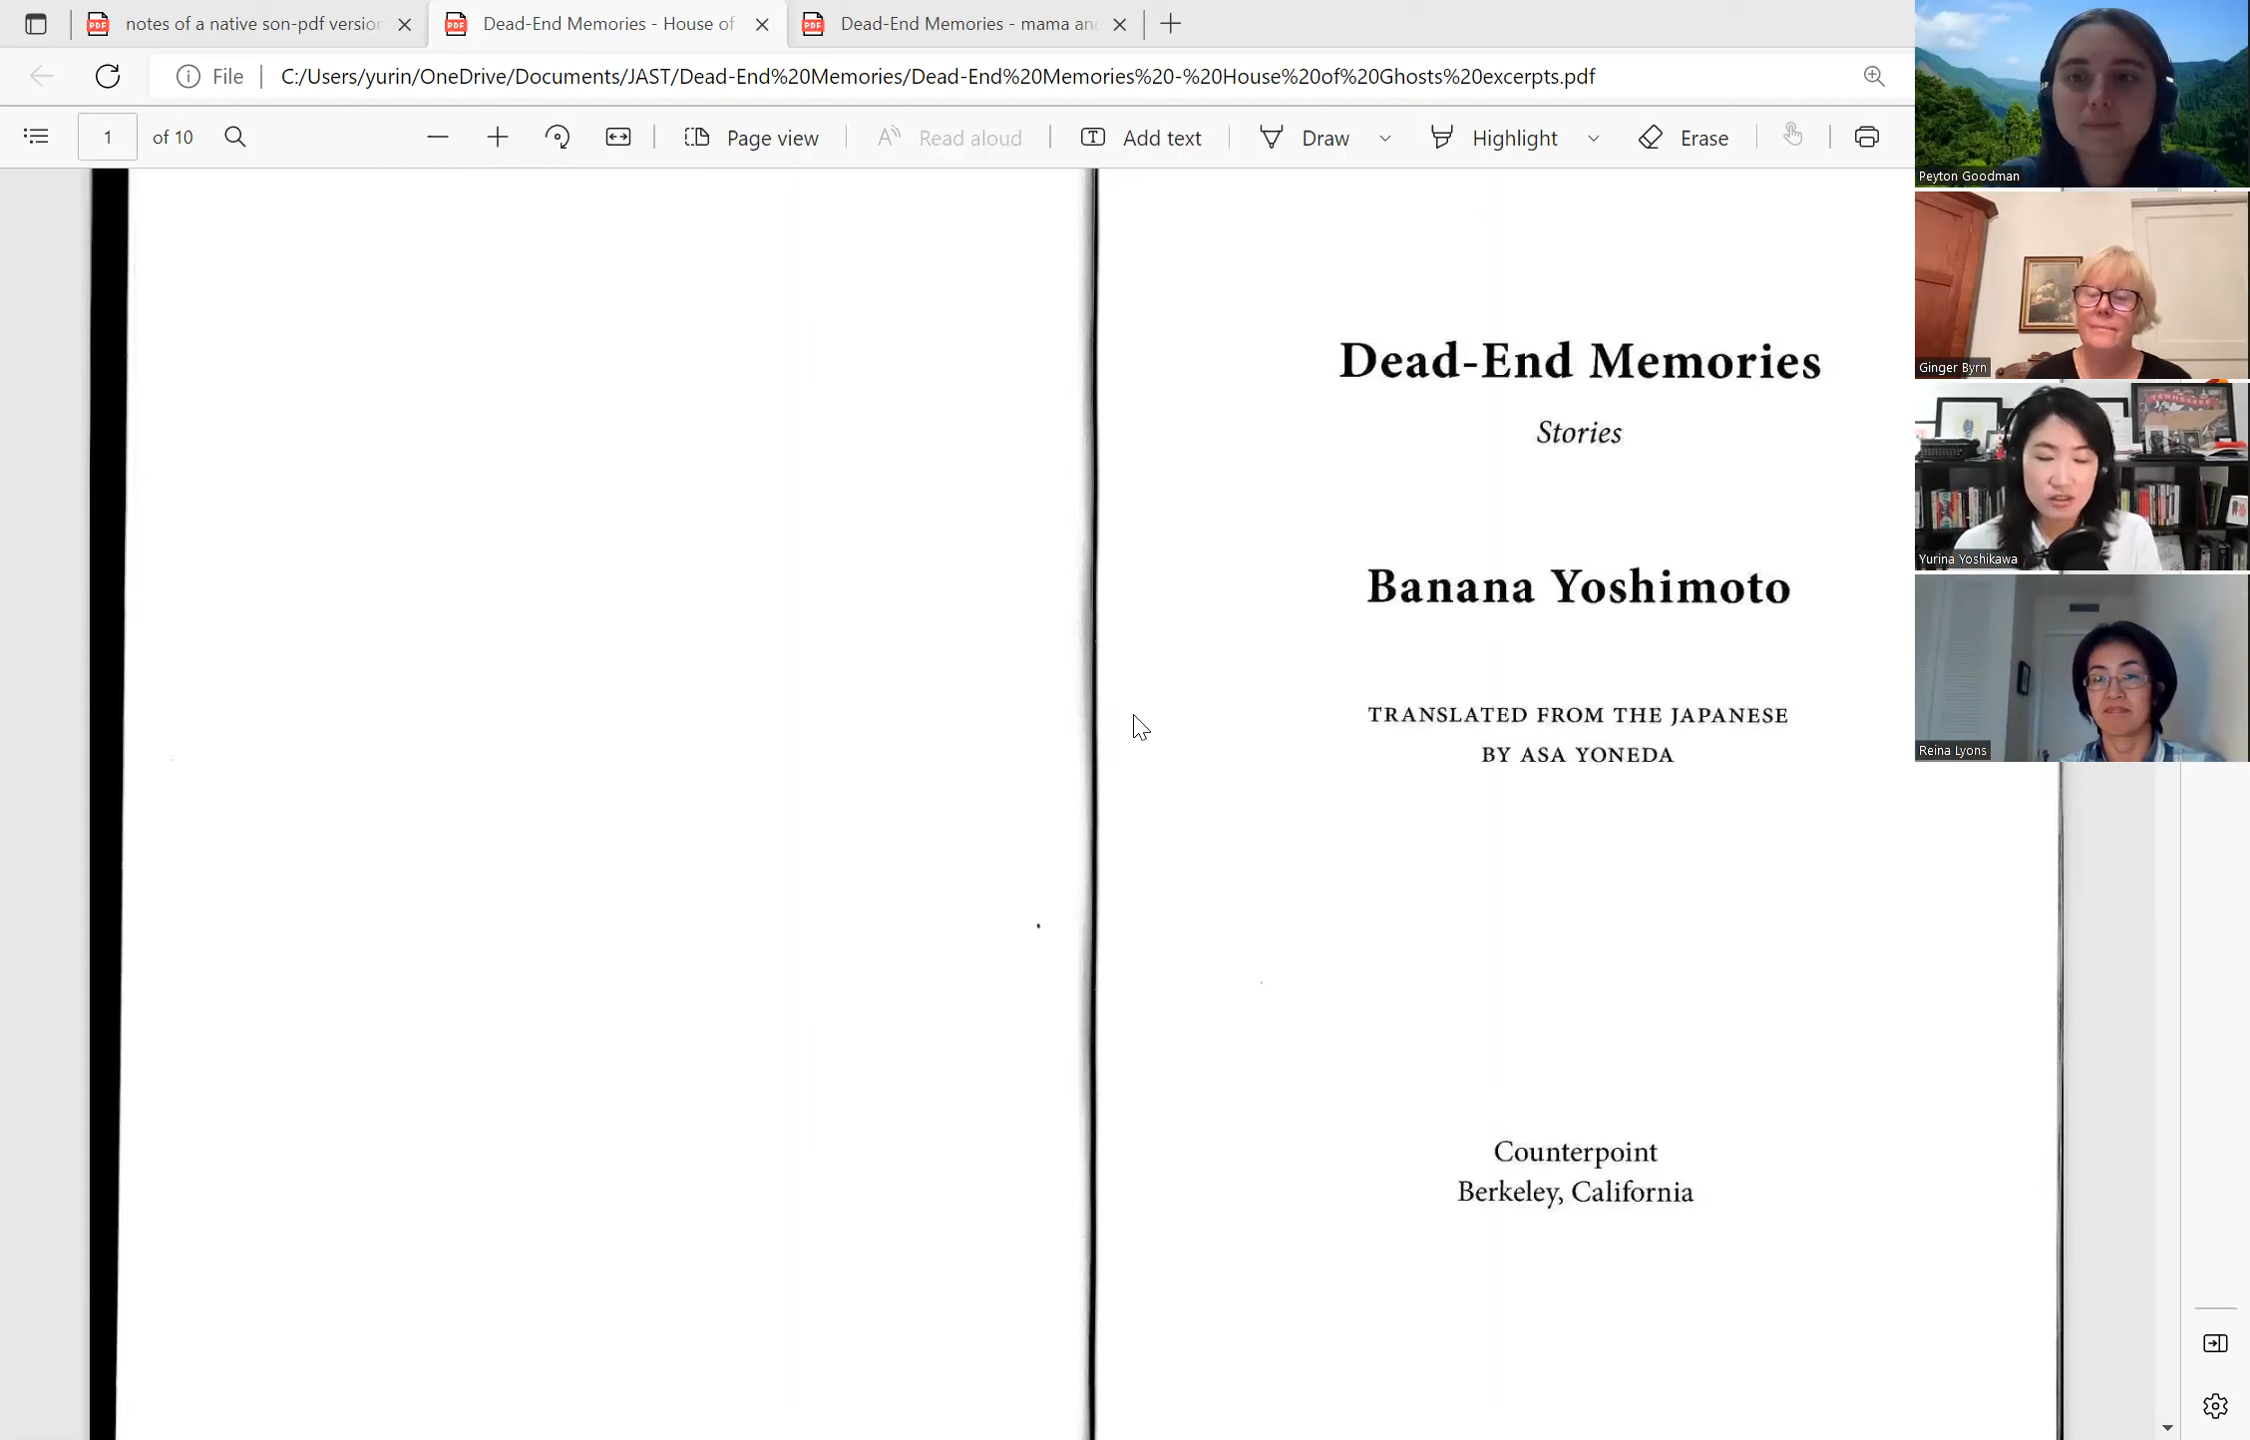 notes of a native son-pdf versio
Dead-End Memories - House of
Dead-End Memories - mama an
File
C:/Users/yurin/OneDrive/Documents/JAST/Dead-End%20Memories/Dead-End%20Memories%20-%20House%20of%20Ghosts%20excerpts.pdf
1 of 10
Page view
Read aloud
Add text
Draw
Highlight
Erase
Dead-End Memories
Stories
Banana Yoshimoto
TRANSLATED FROM THE JAPANESE
BY ASA YONEDA
Counterpoint
Berkeley, California
Peyton Goodman
Ginger Byrn
TENNESSEE
Yurina Yoshikawa
Reina Lyons